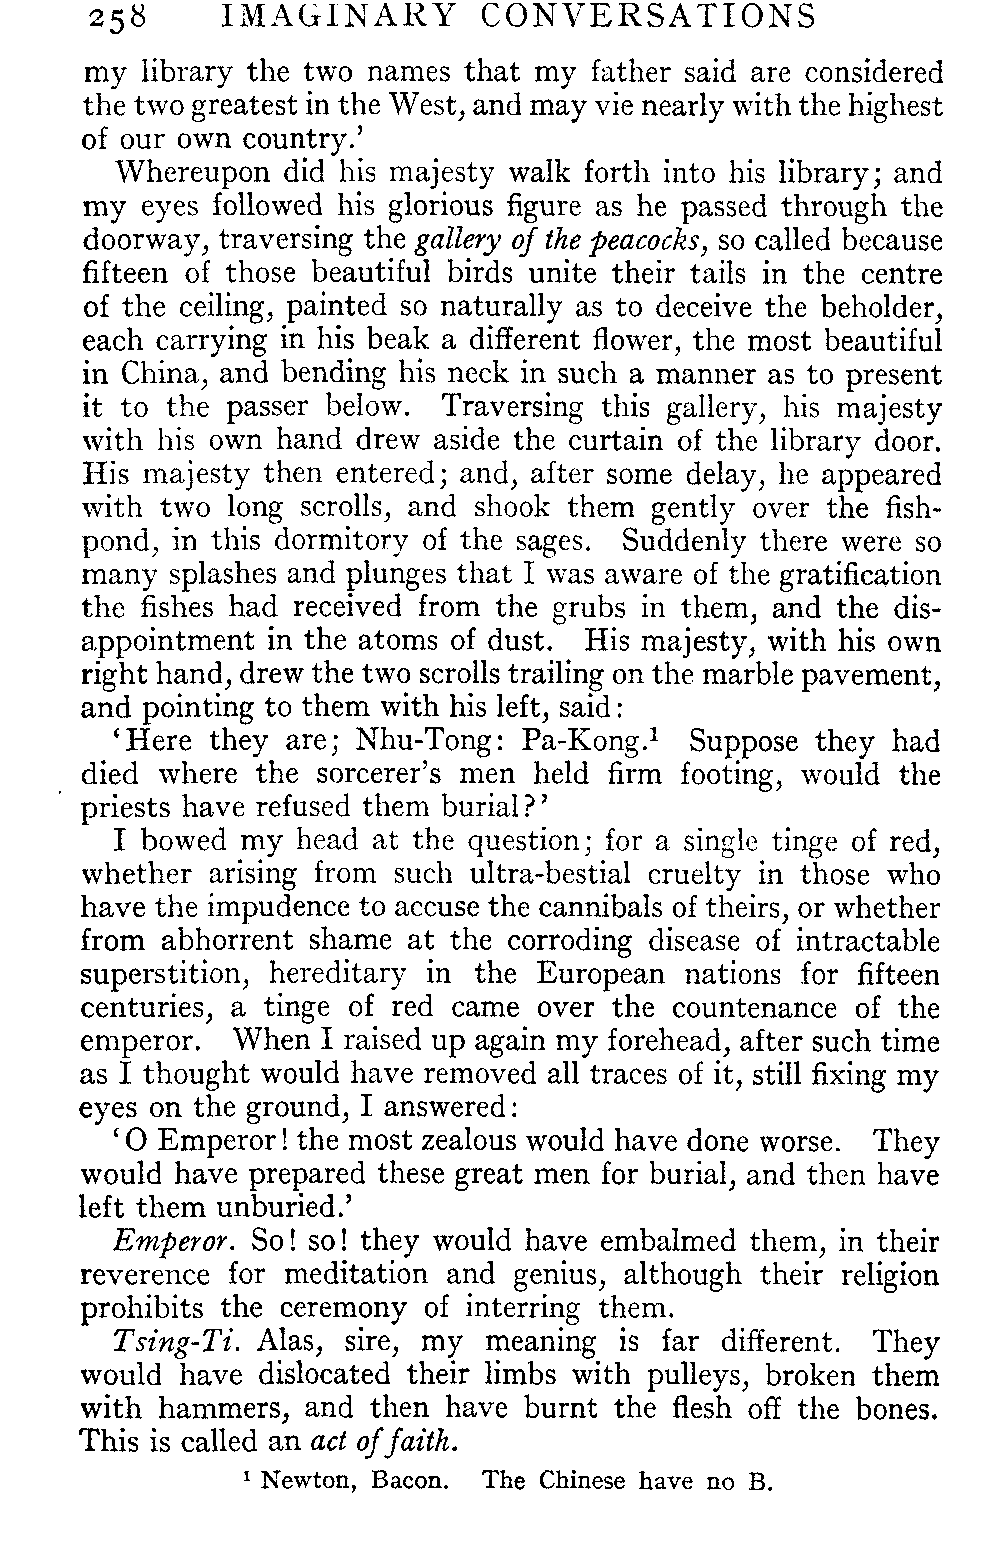 258 IMAGINARY CONVERSATIONS
my library the two names that my father said are considered
the two greatest in the West, and may vie nearly with the highest
of our own country.’
Whereupon did his majesty walk forth into his library; and
my eyes followed his glorious figure as he passed through the
doorway, traversing the gallery of the peacocks, so called because
fifteen of those beautiful birds unite their tails in the centre
of the ceiling, painted so naturally as to deceive the beholder,
each carrying in his beak a different flower, the most beautiful
in China, and bending his neck in such a manner as to present
it to the passer below. Traversing this gallery, his majesty
with his own hand drew aside the curtain of the library door.
His majesty then entered; and, after some delay, he appeared
with two long scrolls, and shook them gently over the fish-
pond, in this dormitory of the sages. Suddenly there were so
many splashes and plunges that I was aware of the gratification
the fishes had received from the grubs in them, and the dis-
appointment in the atoms of dust. His majesty, with his own
right hand, drew the two scrolls trailing on the marble pavement,
and pointing to them with his left, said:
‘Here they are; Nhu-Tong: Pa-Kong.¹ Suppose they had
died where the sorcerer’s men held firm footing, would the
priests have refused them burial?’
I bowed my head at the question; for a single tinge of red,
whether arising from such ultra-bestial cruelty in those who
have the impudence to accuse the cannibals of theirs, or whether
from abhorrent shame at the corroding disease of intractable
superstition, hereditary in the European nations for fifteen
centuries, a tinge of red came over the countenance of the
emperor. When I raised up again my forehead, after such time
as I thought would have removed all traces of it, still fixing my
eyes on the ground, I answered:
‘O Emperor! the most zealous would have done worse. They
would have prepared these great men for burial, and then have
left them unburied.’
Emperor. So! so! they would have embalmed them, in their
reverence for meditation and genius, although their religion
prohibits the ceremony of interring them.
Tsing-Ti. Alas, sire, my meaning is far different. They
would have dislocated their limbs with pulleys, broken them
with hammers, and then have burnt the flesh off the bones.
This is called an act of faith.
¹ Newton, Bacon. The Chinese have no B.